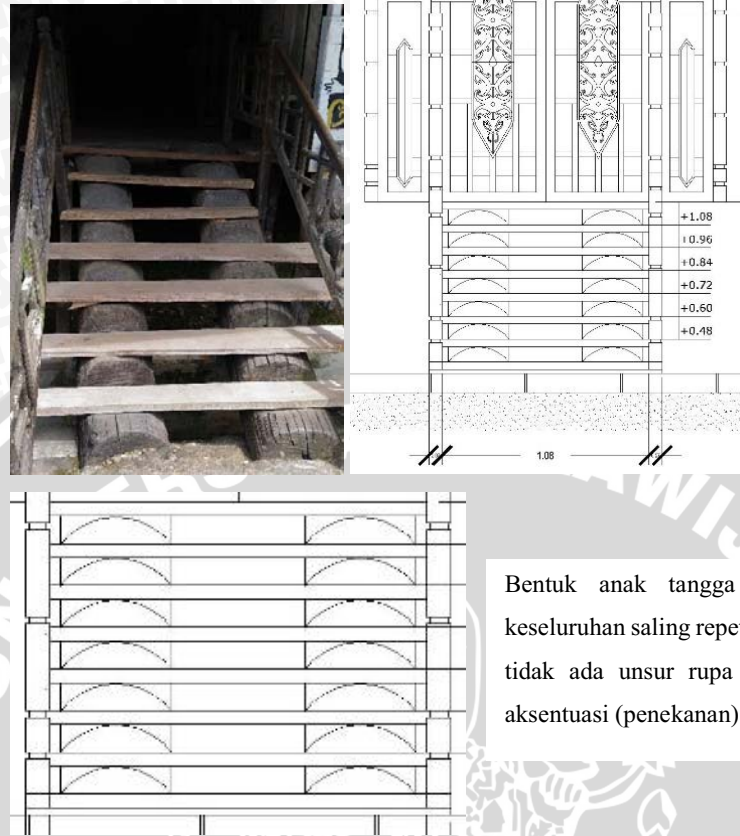 +1.08
+0.96
+0.84
+0.72
+0.60
+0.48
1.08
Bentuk anak tangga
keseluruhan saling repe
tidak ada unsur rupa
aksentuasi (penekanan)